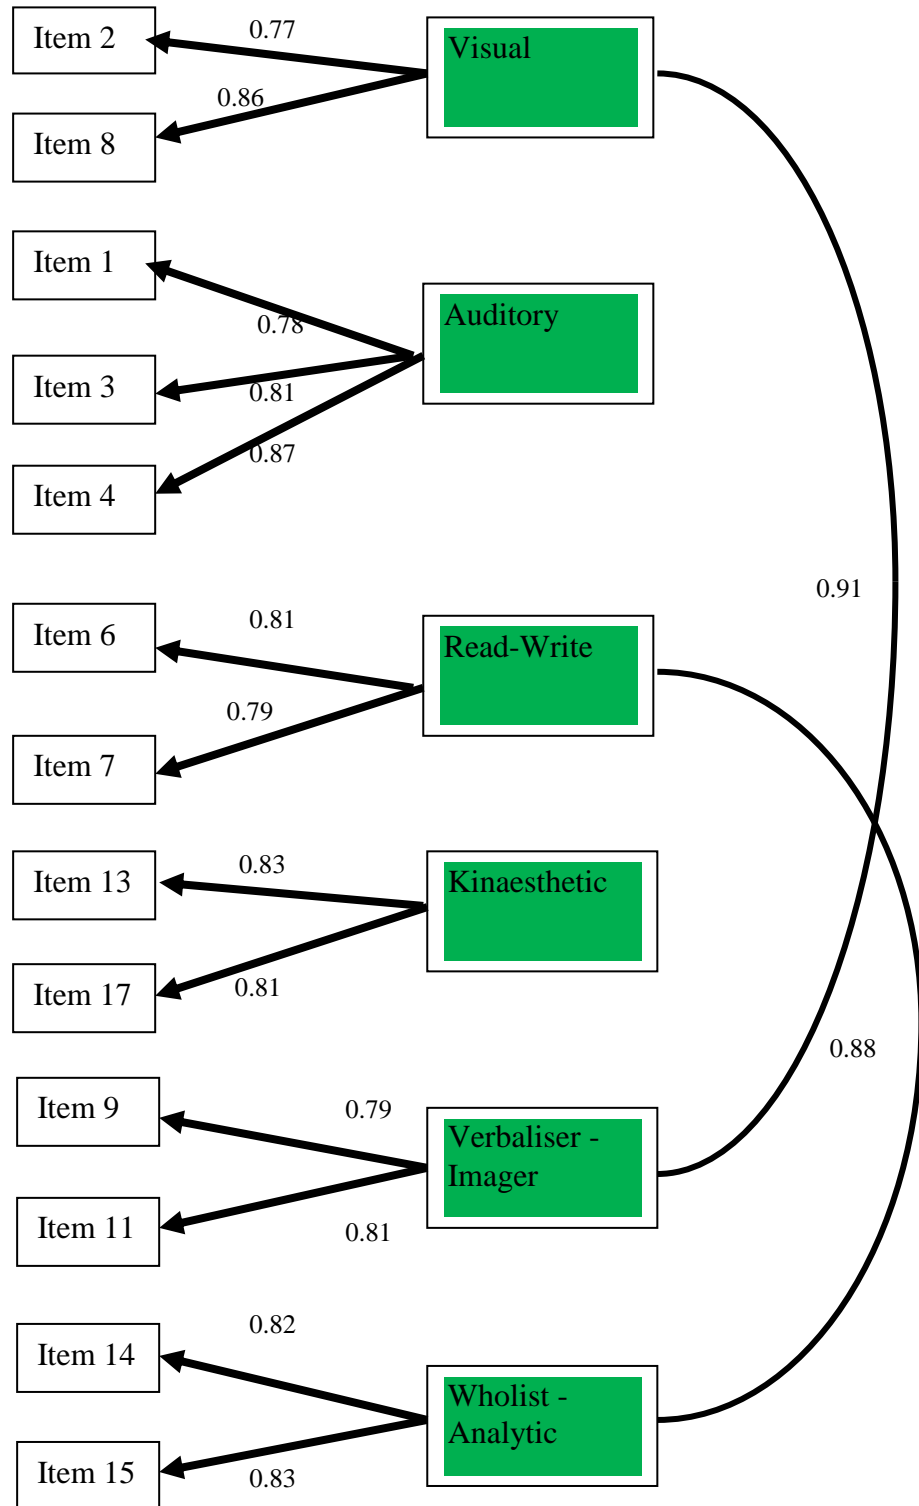 Item 2
0.77
Visual
0.86
Item 8
Item 1
0.78
Auditory
Item 3
0.81
0.87
Item 4
0.91
Item 6
0.81
Read-Write
0.79
Item 7
Item 13
0.83
Kinaesthetic
Item 17
0.81
0.88
Item 9
0.79
Verbaliser -
Imager
Item 11
0.81
Item 14
0.82
Wholist -
Analytic
Item 15
0.83